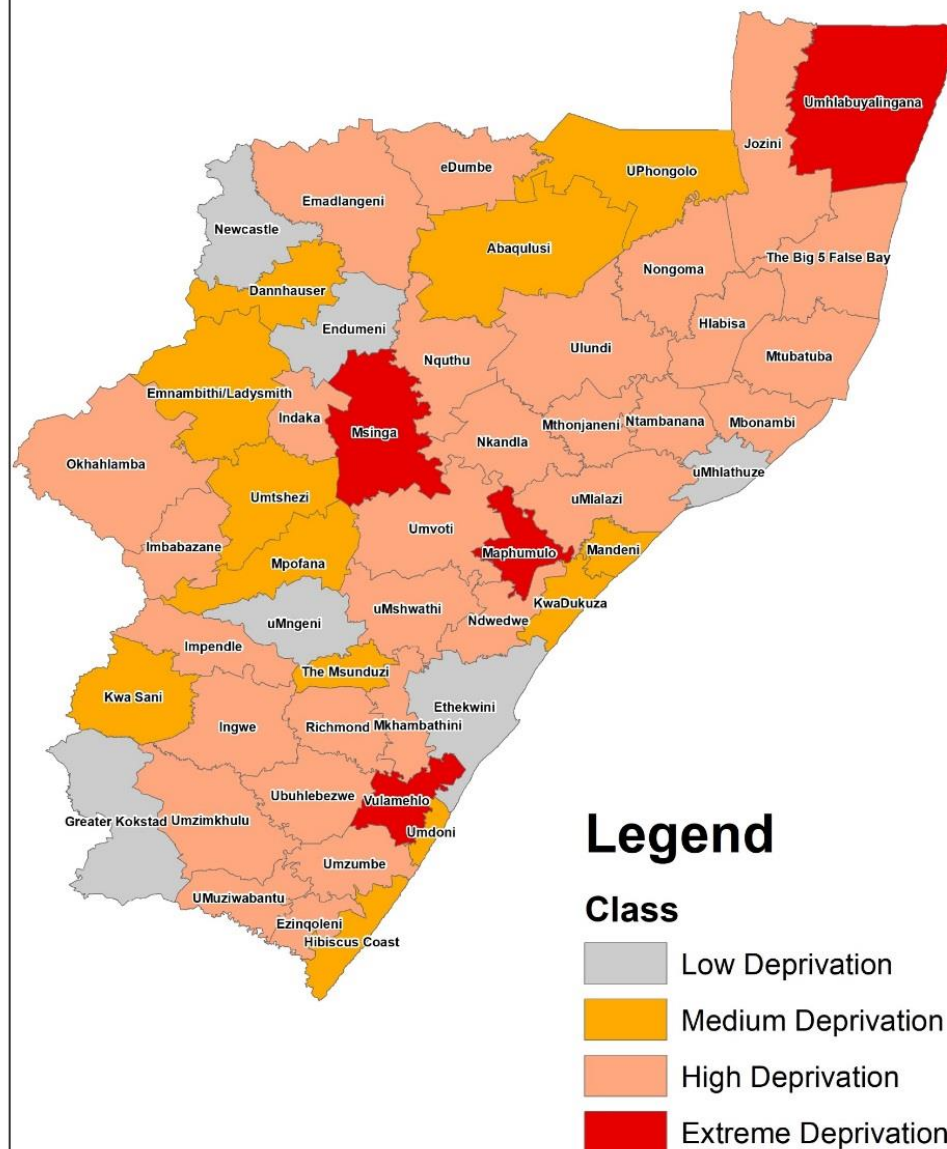 Umhlabuyalingana
Jozini
eDumbe
UPhongolo
Emadlangeni
Newcastle
Abaqulusi
The Big 5 False Bay
Nongoma
Dannhauser
Hlabisa
Endumeni
Ulundi
Mtubatuba
Nquthu
Emnambithi/Ladysmith
Indaka
Msinga
Mthonjaneni
Ntambanana
Mbonambi
Nkandla
Okhahlamba
uMhlathuze
Umtshezi
uMlalazi
Umvoti
Imbabazane
Maphumulo
Mandeni
Mpofana
KwaDukuza
uMshwathi
uMngeni
Ndwedwe
Impendle
The Msunduzi
Kwa Sani
Ethekwini
Ingwe
Richmond
Mkhambathini
Ubuhlebezwe
Vulamehlo
Greater Kokstad
Umzimkhulu
Umdoni
Umzumbe
UMuziwabantu
Ezinqoleni
Hibiscus Coast
Legend
Class
Low Deprivation
Medium Deprivation
High Deprivation
Extreme Deprivation